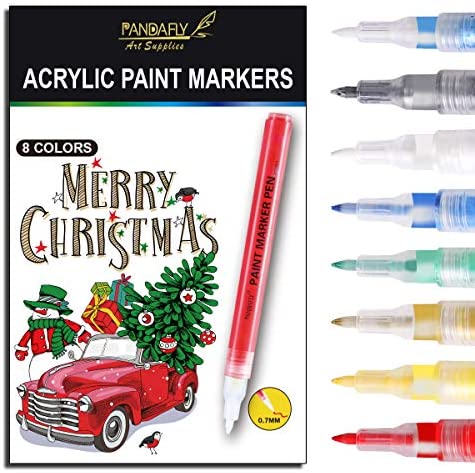 PANDAFLY
Art Supplies
ACRYLIC PAINT MARKERS
8 COLORS
MERRY
CHRISTMAS
PAINT MARKER PEN
0.7MM